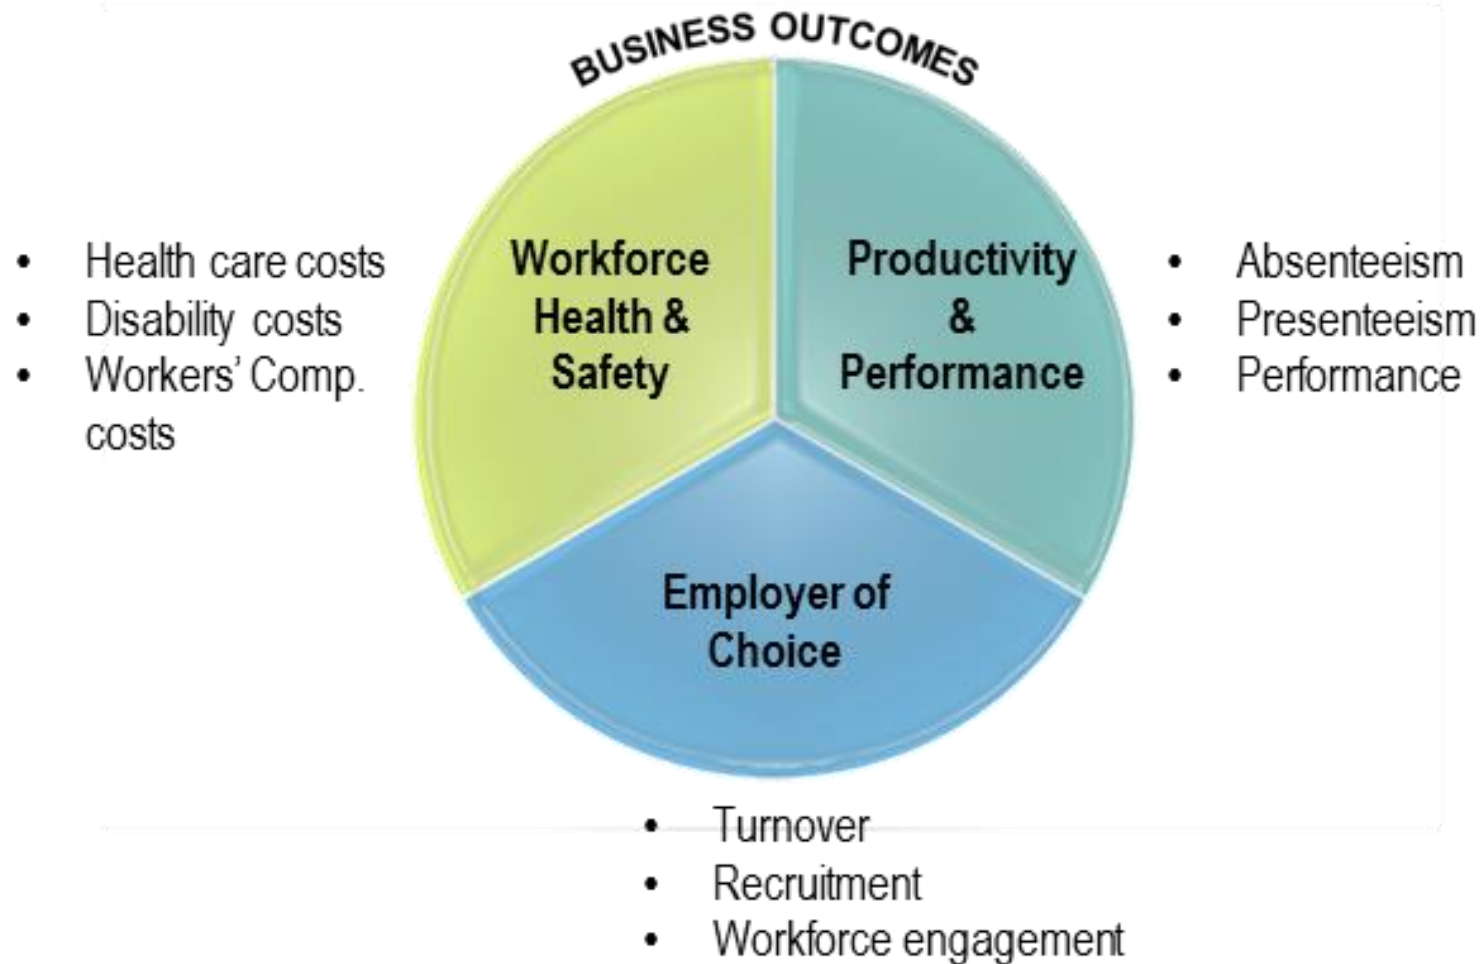 BUSINESS OUTCOMES
• Health care costs
• Disability costs
• Workers’ Comp.
costs
Workforce
Health &
Safety
Productivity
&
Performance
• Absenteeism
• Presenteeism
• Performance
Employer of
Choice
• Turnover
• Recruitment
• Workforce engagement